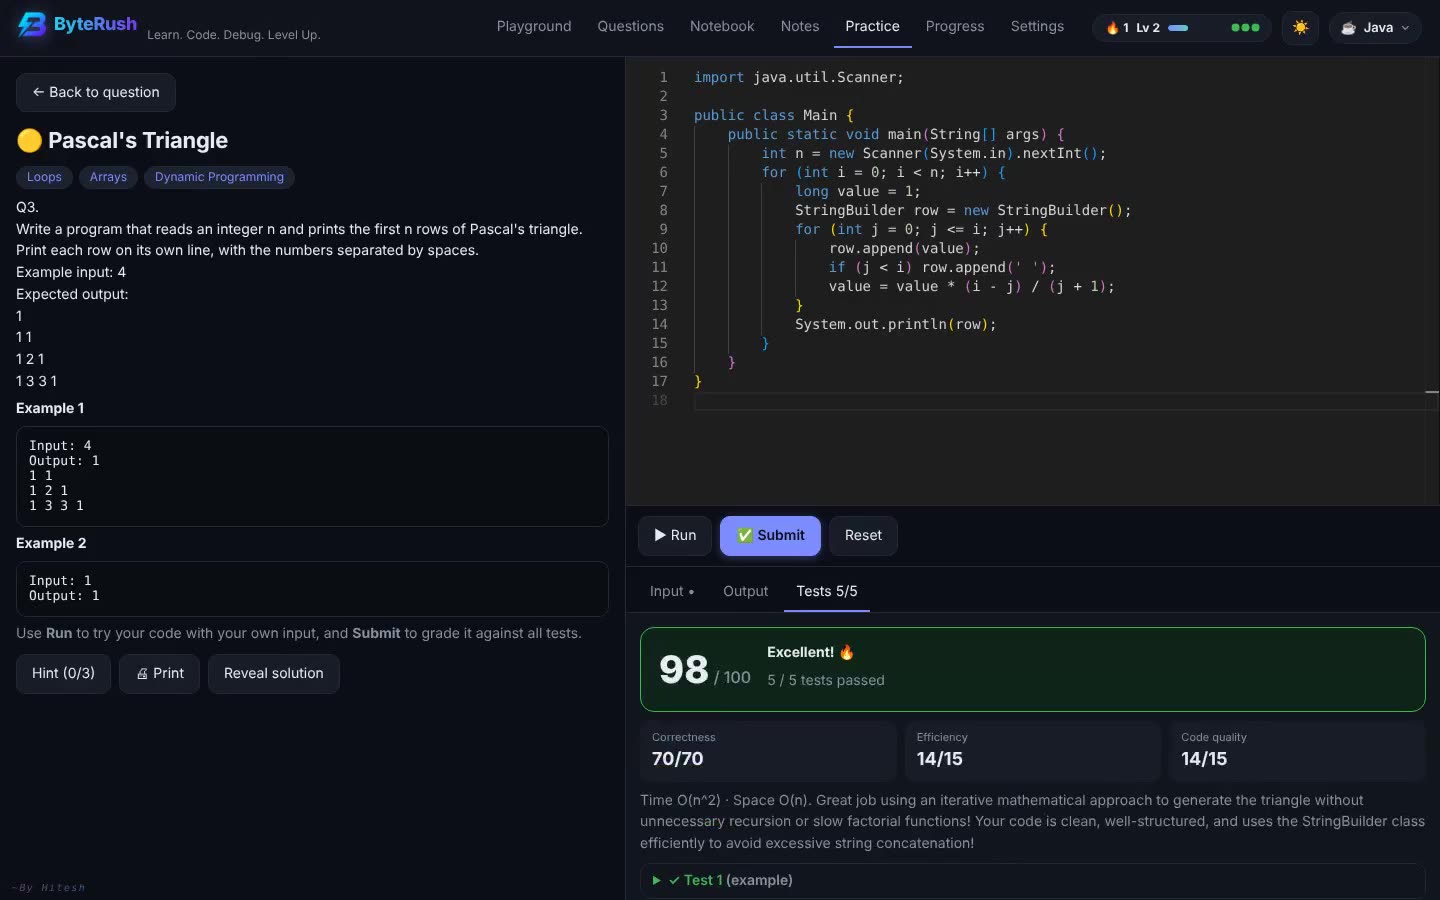 ByteRush
Learn. Code. Debug. Level Up.
Playground
Questions
Notebook
Notes
Practice
Progress
Settings
🔥 1 Lv 2
☀️
☕ Java
← Back to question
🟡 Pascal's Triangle
Loops
Arrays
Dynamic Programming
Q3.
Write a program that reads an integer n and prints the first n rows of Pascal's triangle.
Print each row on its own line, with the numbers separated by spaces.
Example input: 4
Expected output:
1
1 1
1 2 1
1 3 3 1
Example 1
Input: 4
Output: 1
1 1
1 2 1
1 3 3 1
Example 2
Input: 1
Output: 1
Use Run to try your code with your own input, and Submit to grade it against all tests.
Hint (0/3)
🖨 Print
Reveal solution
~By Hitesh
1 import java.util.Scanner;
2
3 public class Main {
4     public static void main(String[] args) {
5         int n = new Scanner(System.in).nextInt();
6         for (int i = 0; i < n; i++) {
7             long value = 1;
8             StringBuilder row = new StringBuilder();
9             for (int j = 0; j <= i; j++) {
10                 row.append(value);
11                 if (j < i) row.append(' ');
12                 value = value * (i - j) / (j + 1);
13             }
14             System.out.println(row);
15         }
16     }
17 }
18
▶ Run
✅ Submit
Reset
Input •
Output
Tests 5/5
98 / 100
Excellent! 🔥
5 / 5 tests passed
Correctness
70/70
Efficiency
14/15
Code quality
14/15
Time O(n^2) · Space O(n). Great job using an iterative mathematical approach to generate the triangle without
unnecessary recursion or slow factorial functions! Your code is clean, well-structured, and uses the StringBuilder class
efficiently to avoid excessive string concatenation!
▶ ✓ Test 1 (example)